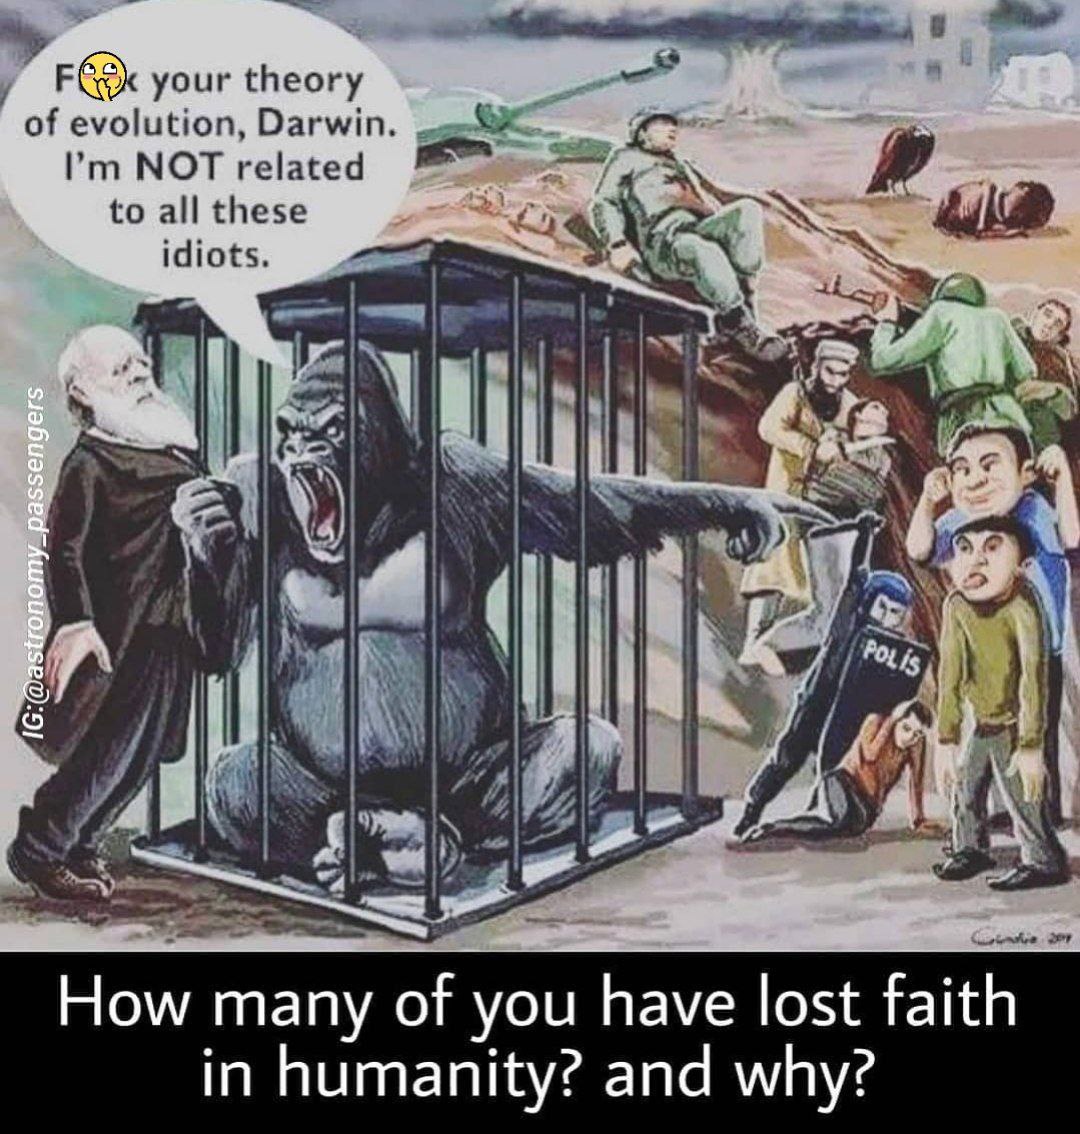 F🤭k your theory
of evolution, Darwin.
I'm NOT related
to all these
idiots.
IG:@astronomy_passengers
POLİS
How many of you have lost faith
in humanity? and why?